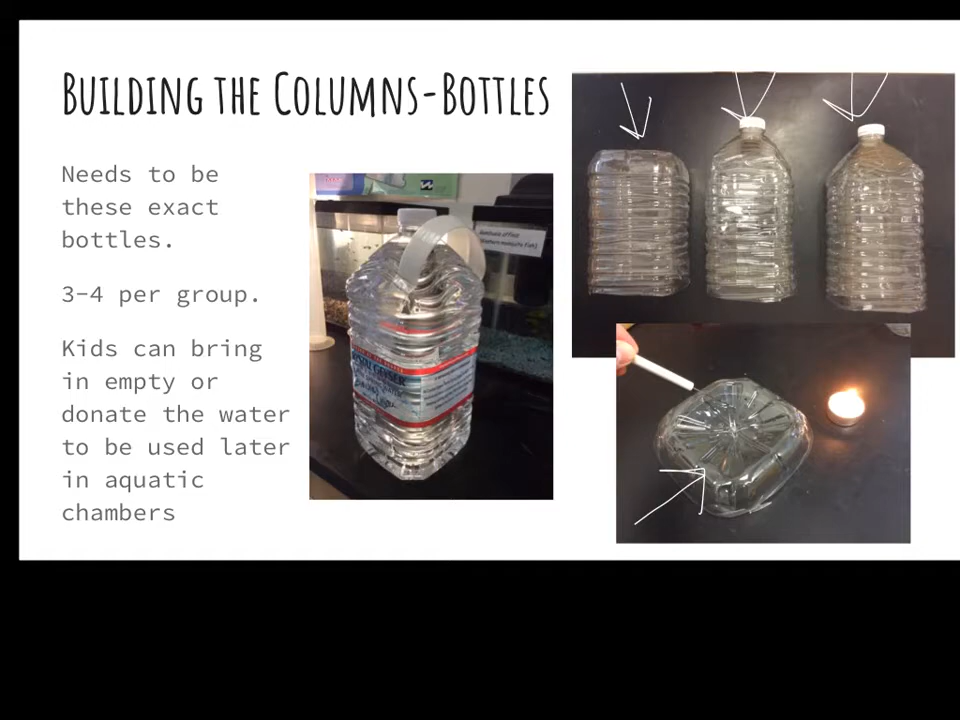 Building the Columns-Bottles
Needs to be
these exact
bottles.
3-4 per group.
Kids can bring
in empty or
donate the water
to be used later
in aquatic
chambers